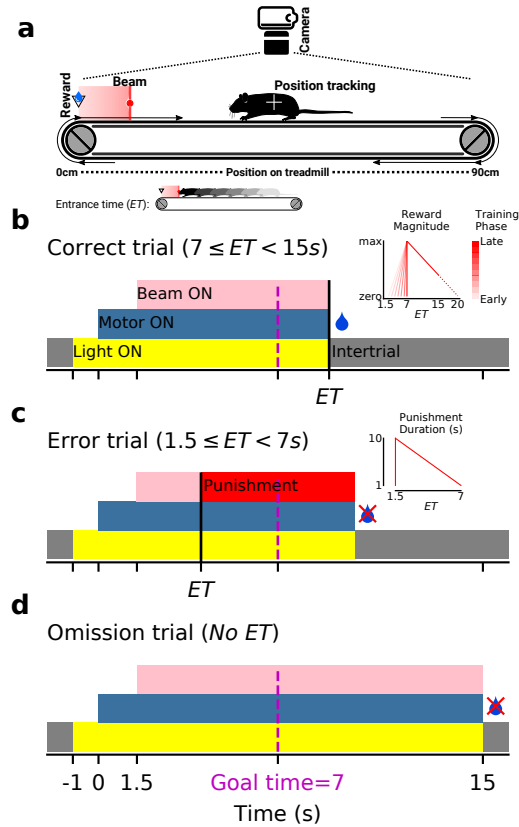 a
Camera
Reward
Beam
Position tracking
0cm
Position on treadmill
90cm
Entrance time (ET):
b
Correct trial (7 ≤ ET < 15s)
Reward
Magnitude
Training
Phase
max
zero
1.5 7 15 20
ET
Late
Early
Beam ON
Motor ON
Light ON
Intertrial
ET
c
Error trial (1.5 ≤ ET < 7s)
Punishment
Duration (s)
10
1
1.5 7
ET
Punishment
ET
d
Omission trial (No ET)
-1 0 1.5 Goal time=7 15
Time (s)